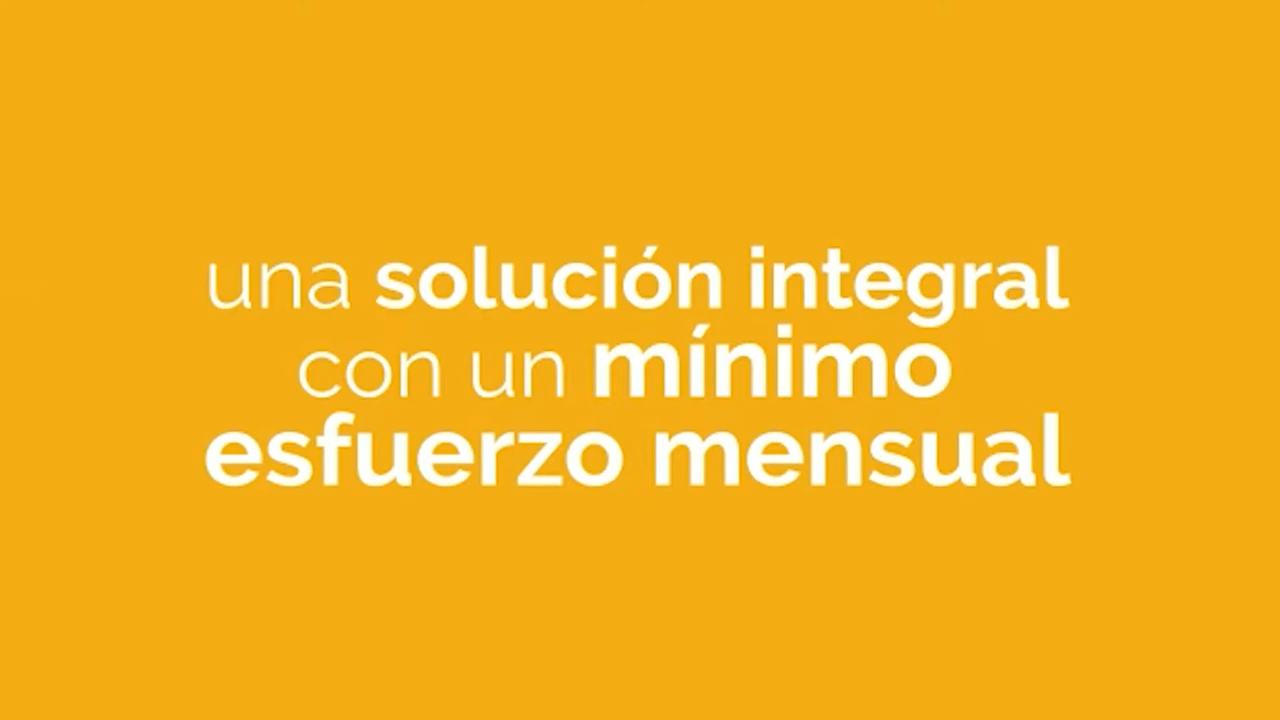 una solución integral
con un mínimo
esfuerzo mensual